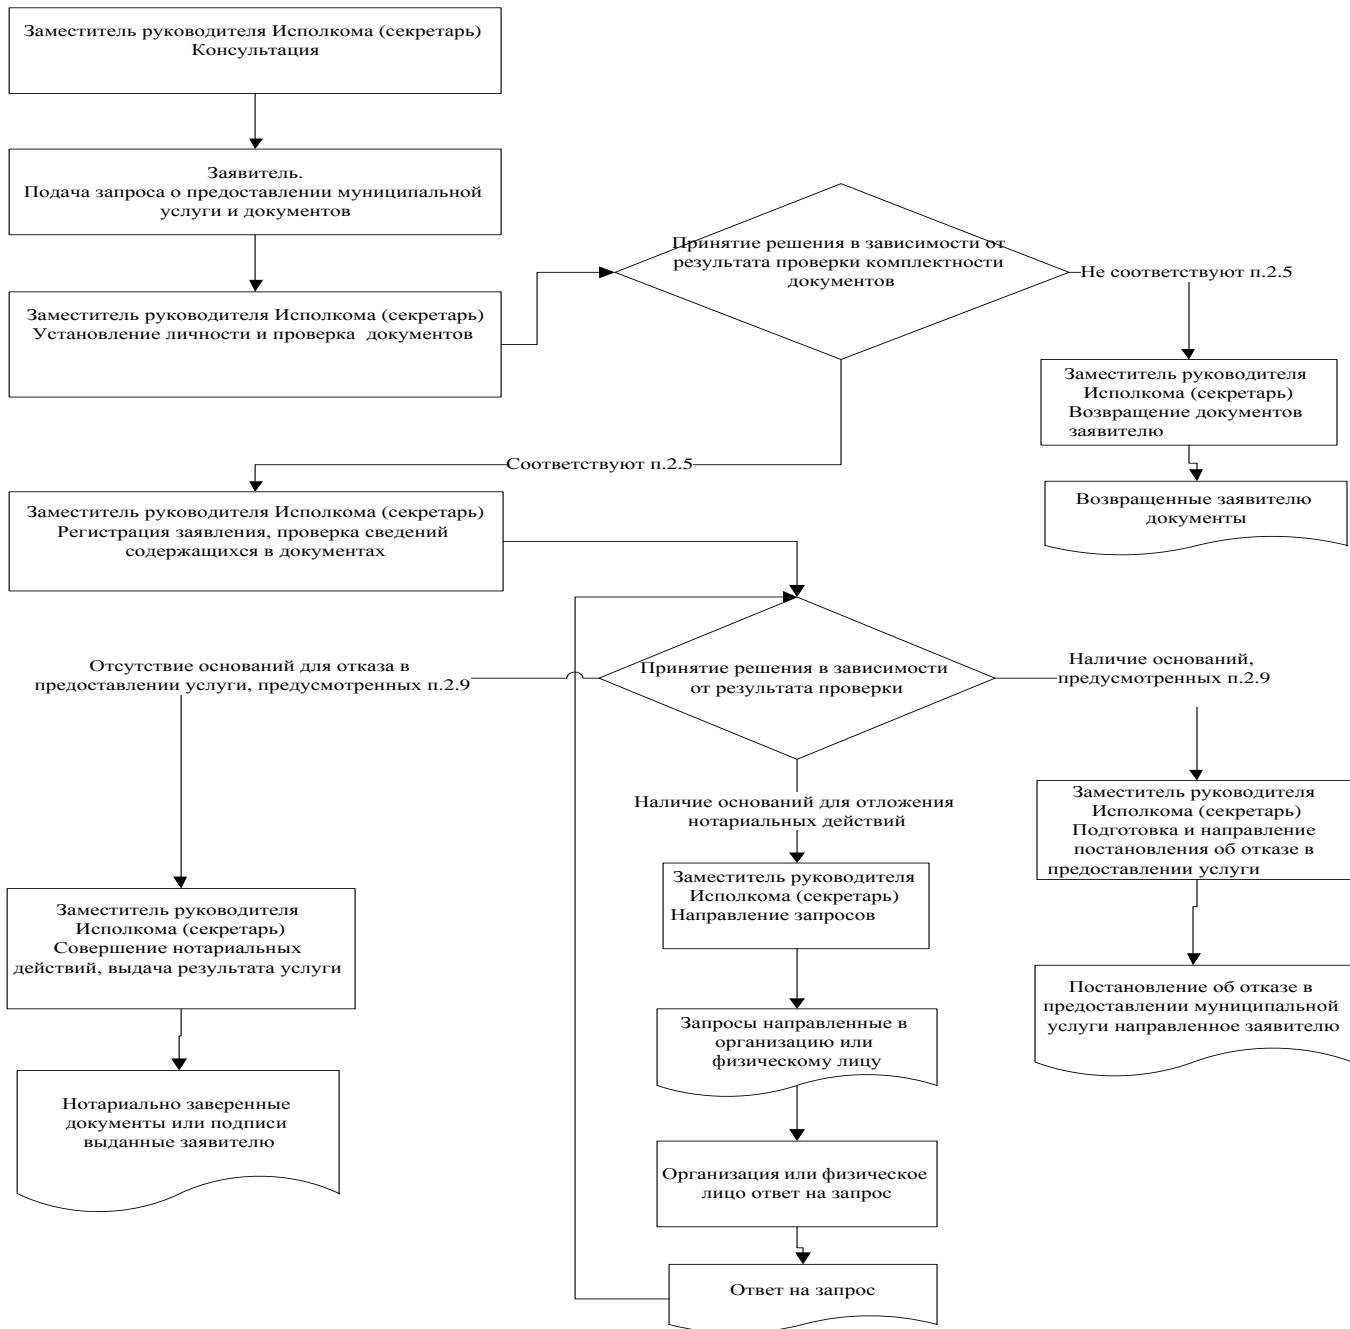 Заместитель руководителя Исполкома (секретарь)
Консультация
Заявитель.
Подача запроса о предоставлении муниципальной
услуги и документов
Заместитель руководителя Исполкома (секретарь)
Установление личности и проверка документов
Принятие решения в зависимости от
результата проверки комплектности
документов
Не соответствуют п.2.5
Заместитель руководителя
Исполкома (секретарь)
Возвращение документов
заявителю
Возвращенные заявителю
документы
Соответствуют п.2.5
Заместитель руководителя Исполкома (секретарь)
Регистрация заявления, проверка сведений
содержащихся в документах
Принятие решения в зависимости
от результата проверки
Отсутствие оснований для отказа в
предоставлении услуги, предусмотренных п.2.9
Наличие оснований,
предусмотренных п.2.9
Наличие оснований для отложения
нотариальных действий
Заместитель руководителя
Исполкома (секретарь)
Совершение нотариальных
действий, выдача результата услуги
Нотариально заверенные
документы или подписи
выданные заявителю
Заместитель руководителя
Исполкома (секретарь)
Направление запросов
Запросы направленные в
организацию или
физическому лицу
Организация или физическое
лицо ответ на запрос
Ответ на запрос
Заместитель руководителя
Исполкома (секретарь)
Подготовка и направление
постановления об отказе в
предоставлении услуги
Постановление об отказе в
предоставлении муниципальной
услуги направленное заявителю